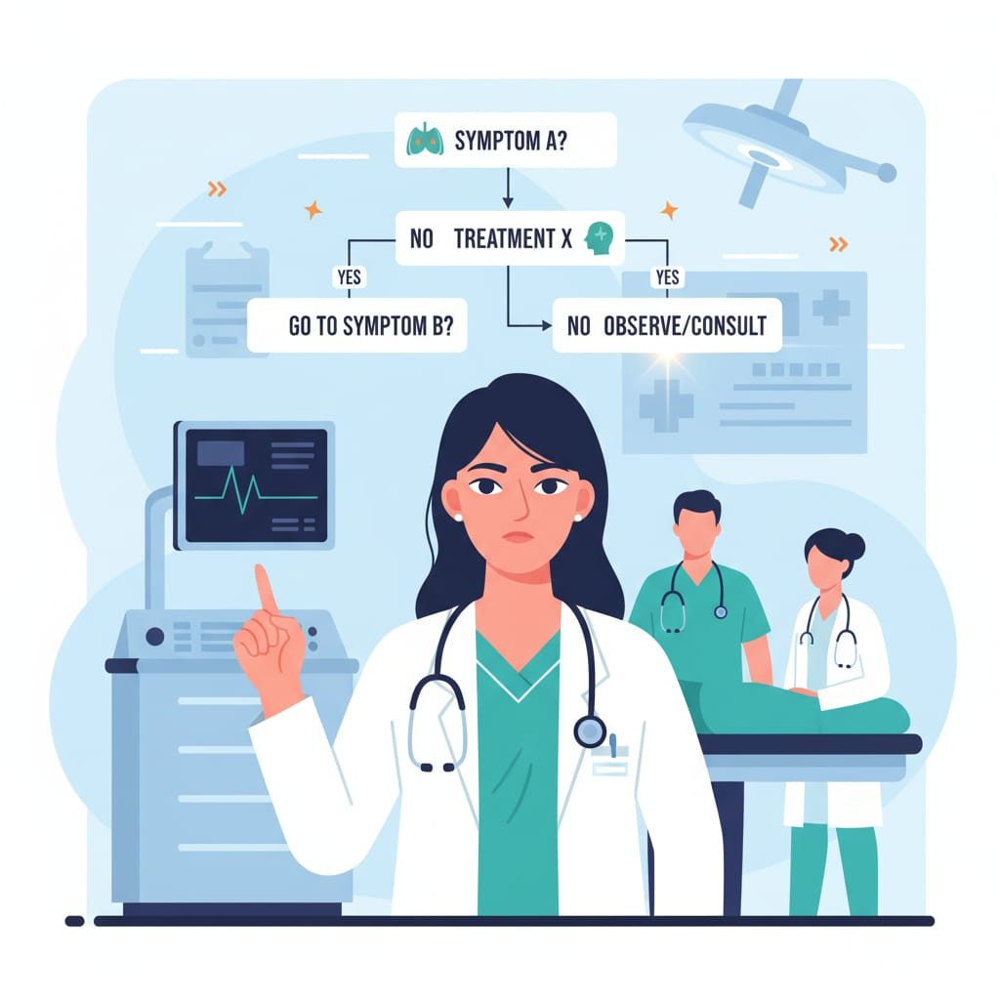 SYMPTOM A?
NO TREATMENT X
YES
YES
GO TO SYMPTOM B?
NO OBSERVE/CONSULT